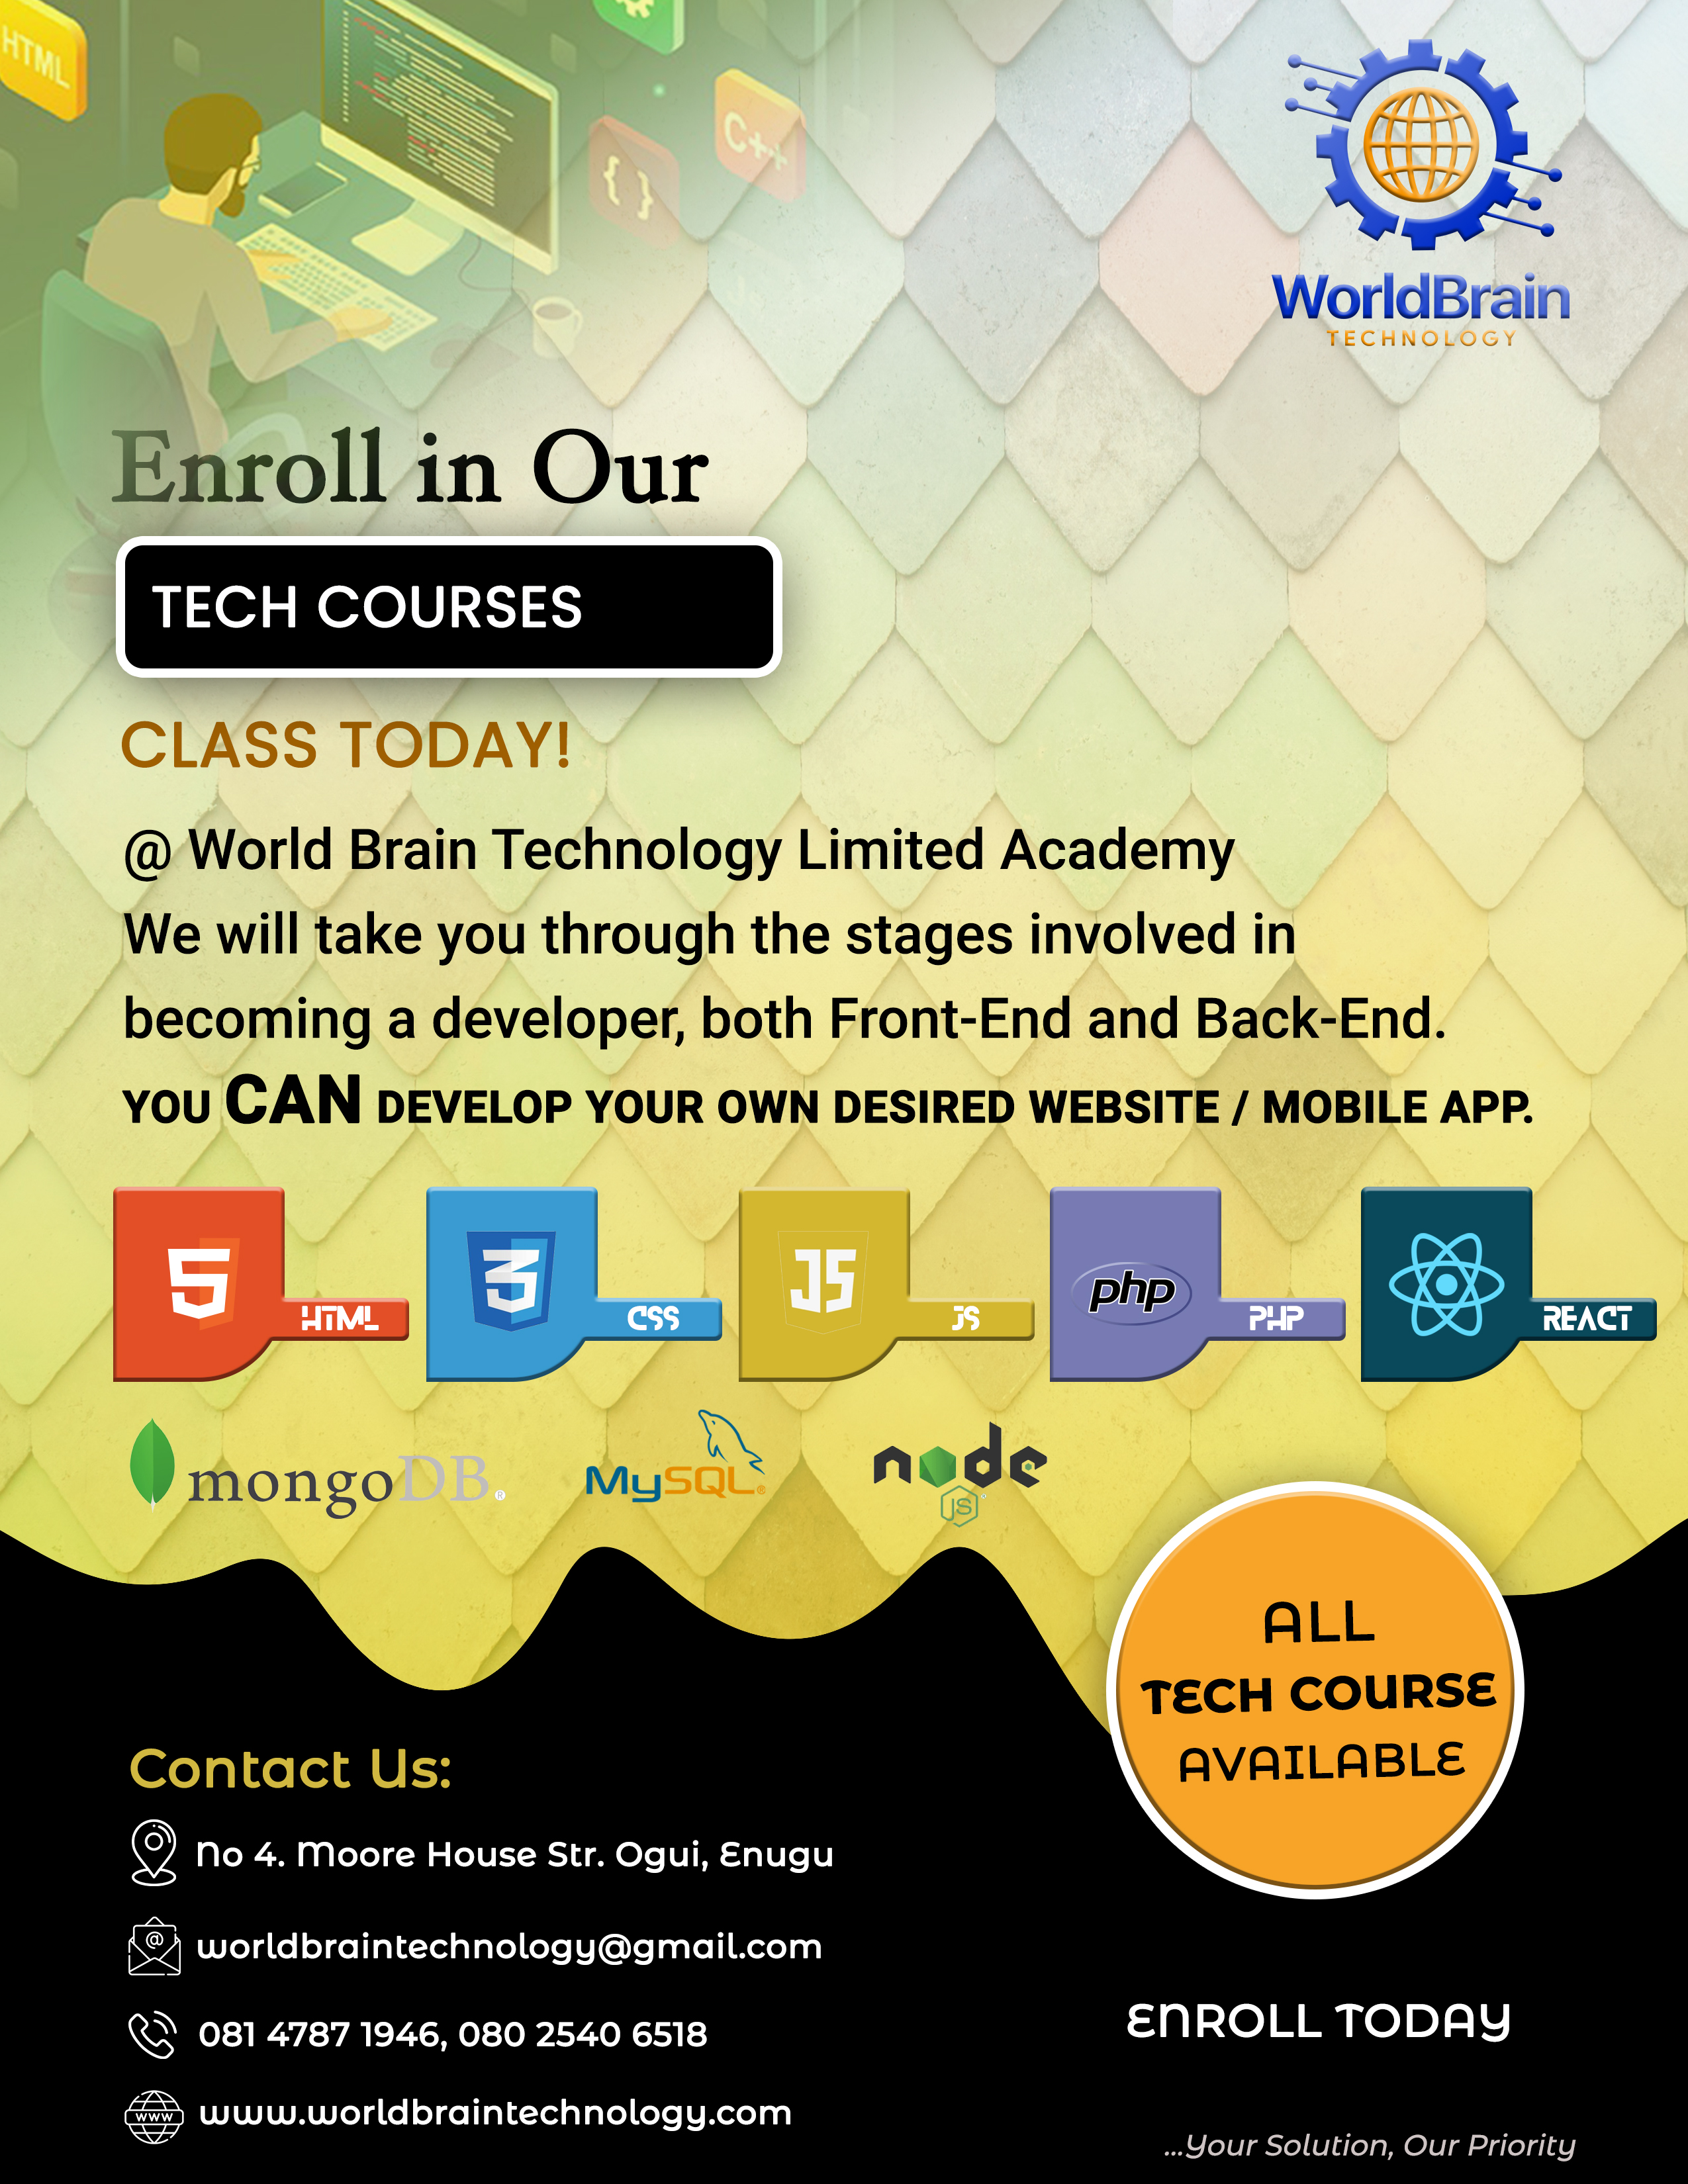 HTML
C++
{ }
WorldBrain
TECHNOLOGY
Enroll in Our
TECH COURSES
CLASS TODAY!
@ World Brain Technology Limited Academy
We will take you through the stages involved in
becoming a developer, both Front-End and Back-End.
YOU CAN DEVELOP YOUR OWN DESIRED WEBSITE / MOBILE APP.
5
HTML
3
CSS
JS
JS
php
PHP
REACT
mongoDB®
MySQL®
node
JS
ALL
TECH COURSE
AVAILABLE
Contact Us:
No 4. Moore House Str. Ogui, Enugu
@
worldbraintechnology@gmail.com
081 4787 1946, 080 2540 6518
ENROLL TODAY
WWW
www.worldbraintechnology.com
...Your Solution, Our Priority